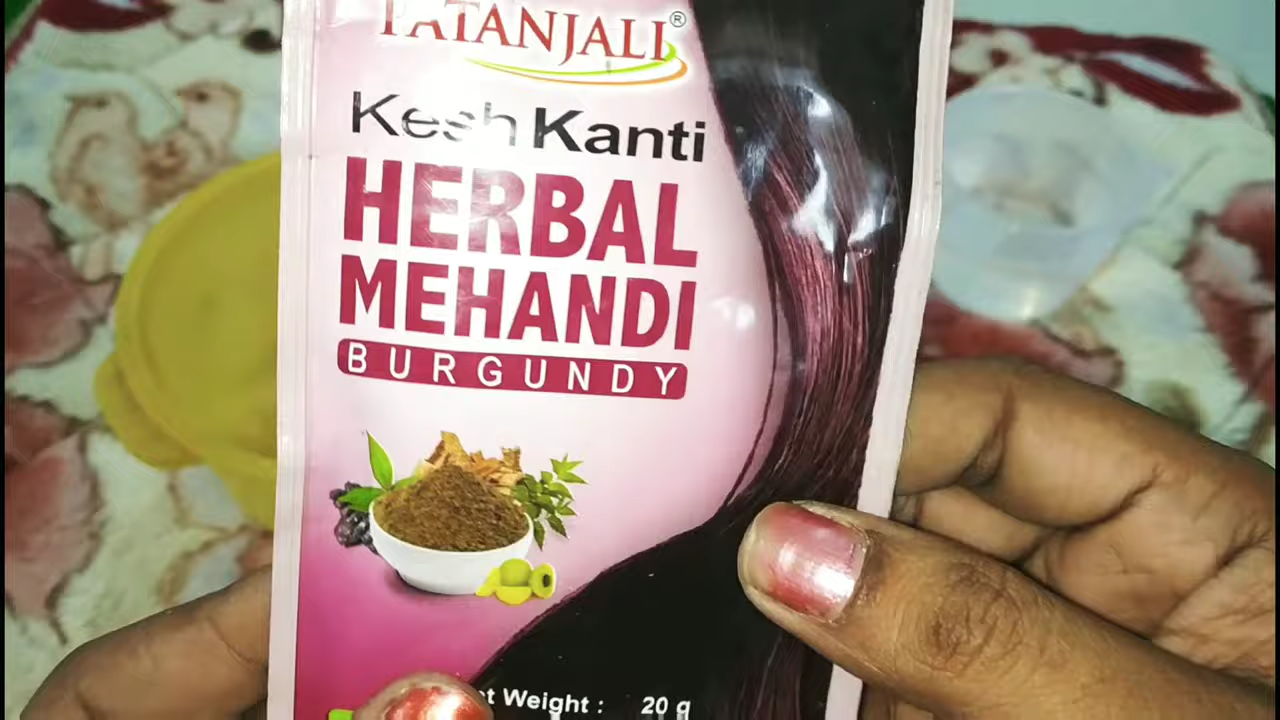 PATANJALI®
Kesh Kanti
HERBAL
MEHANDI
BURGUNDY
Weight : 20 g